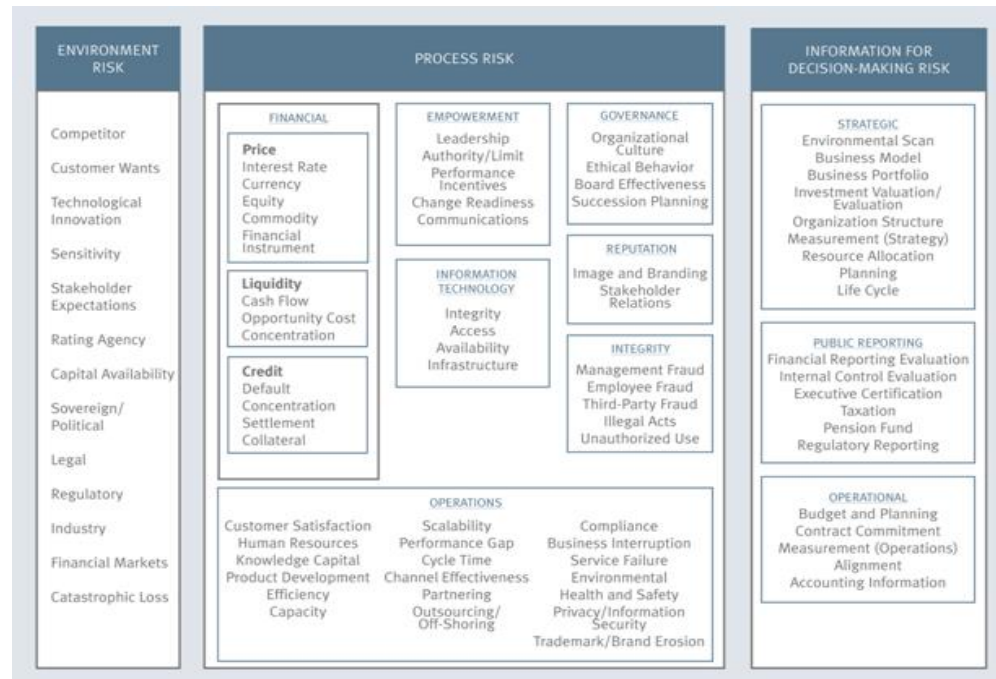 ENVIRONMENT
RISK
Competitor
Customer Wants
Technological
Innovation
Sensitivity
Stakeholder
Expectations
Rating Agency
Capital Availability
Sovereign/
Political
Legal
Regulatory
Industry
Financial Markets
Catastrophic Loss
PROCESS RISK
FINANCIAL
Price
Interest Rate
Currency
Equity
Commodity
Financial
Instrument
Liquidity
Cash Flow
Opportunity Cost
Concentration
Credit
Default
Concentration
Settlement
Collateral
EMPOWERMENT
Leadership
Authority/Limit
Performance
Incentives
Change Readiness
Communications
INFORMATION
TECHNOLOGY
Integrity
Access
Availability
Infrastructure
GOVERNANCE
Organizational
Culture
Ethical Behavior
Board Effectiveness
Succession Planning
REPUTATION
Image and Branding
Stakeholder
Relations
INTEGRITY
Management Fraud
Employee Fraud
Third-Party Fraud
Illegal Acts
Unauthorized Use
OPERATIONS
Customer Satisfaction
Human Resources
Knowledge Capital
Product Development
Efficiency
Capacity
Scalability
Performance Gap
Cycle Time
Channel Effectiveness
Partnering
Outsourcing/
Off-Shoring
Compliance
Business Interruption
Service Failure
Environmental
Health and Safety
Privacy/Information
Security
Trademark/Brand Erosion
INFORMATION FOR
DECISION-MAKING RISK
STRATEGIC
Environmental Scan
Business Model
Business Portfolio
Investment Valuation/
Evaluation
Organization Structure
Measurement (Strategy)
Resource Allocation
Planning
Life Cycle
PUBLIC REPORTING
Financial Reporting Evaluation
Internal Control Evaluation
Executive Certification
Taxation
Pension Fund
Regulatory Reporting
OPERATIONAL
Budget and Planning
Contract Commitment
Measurement (Operations)
Alignment
Accounting Information